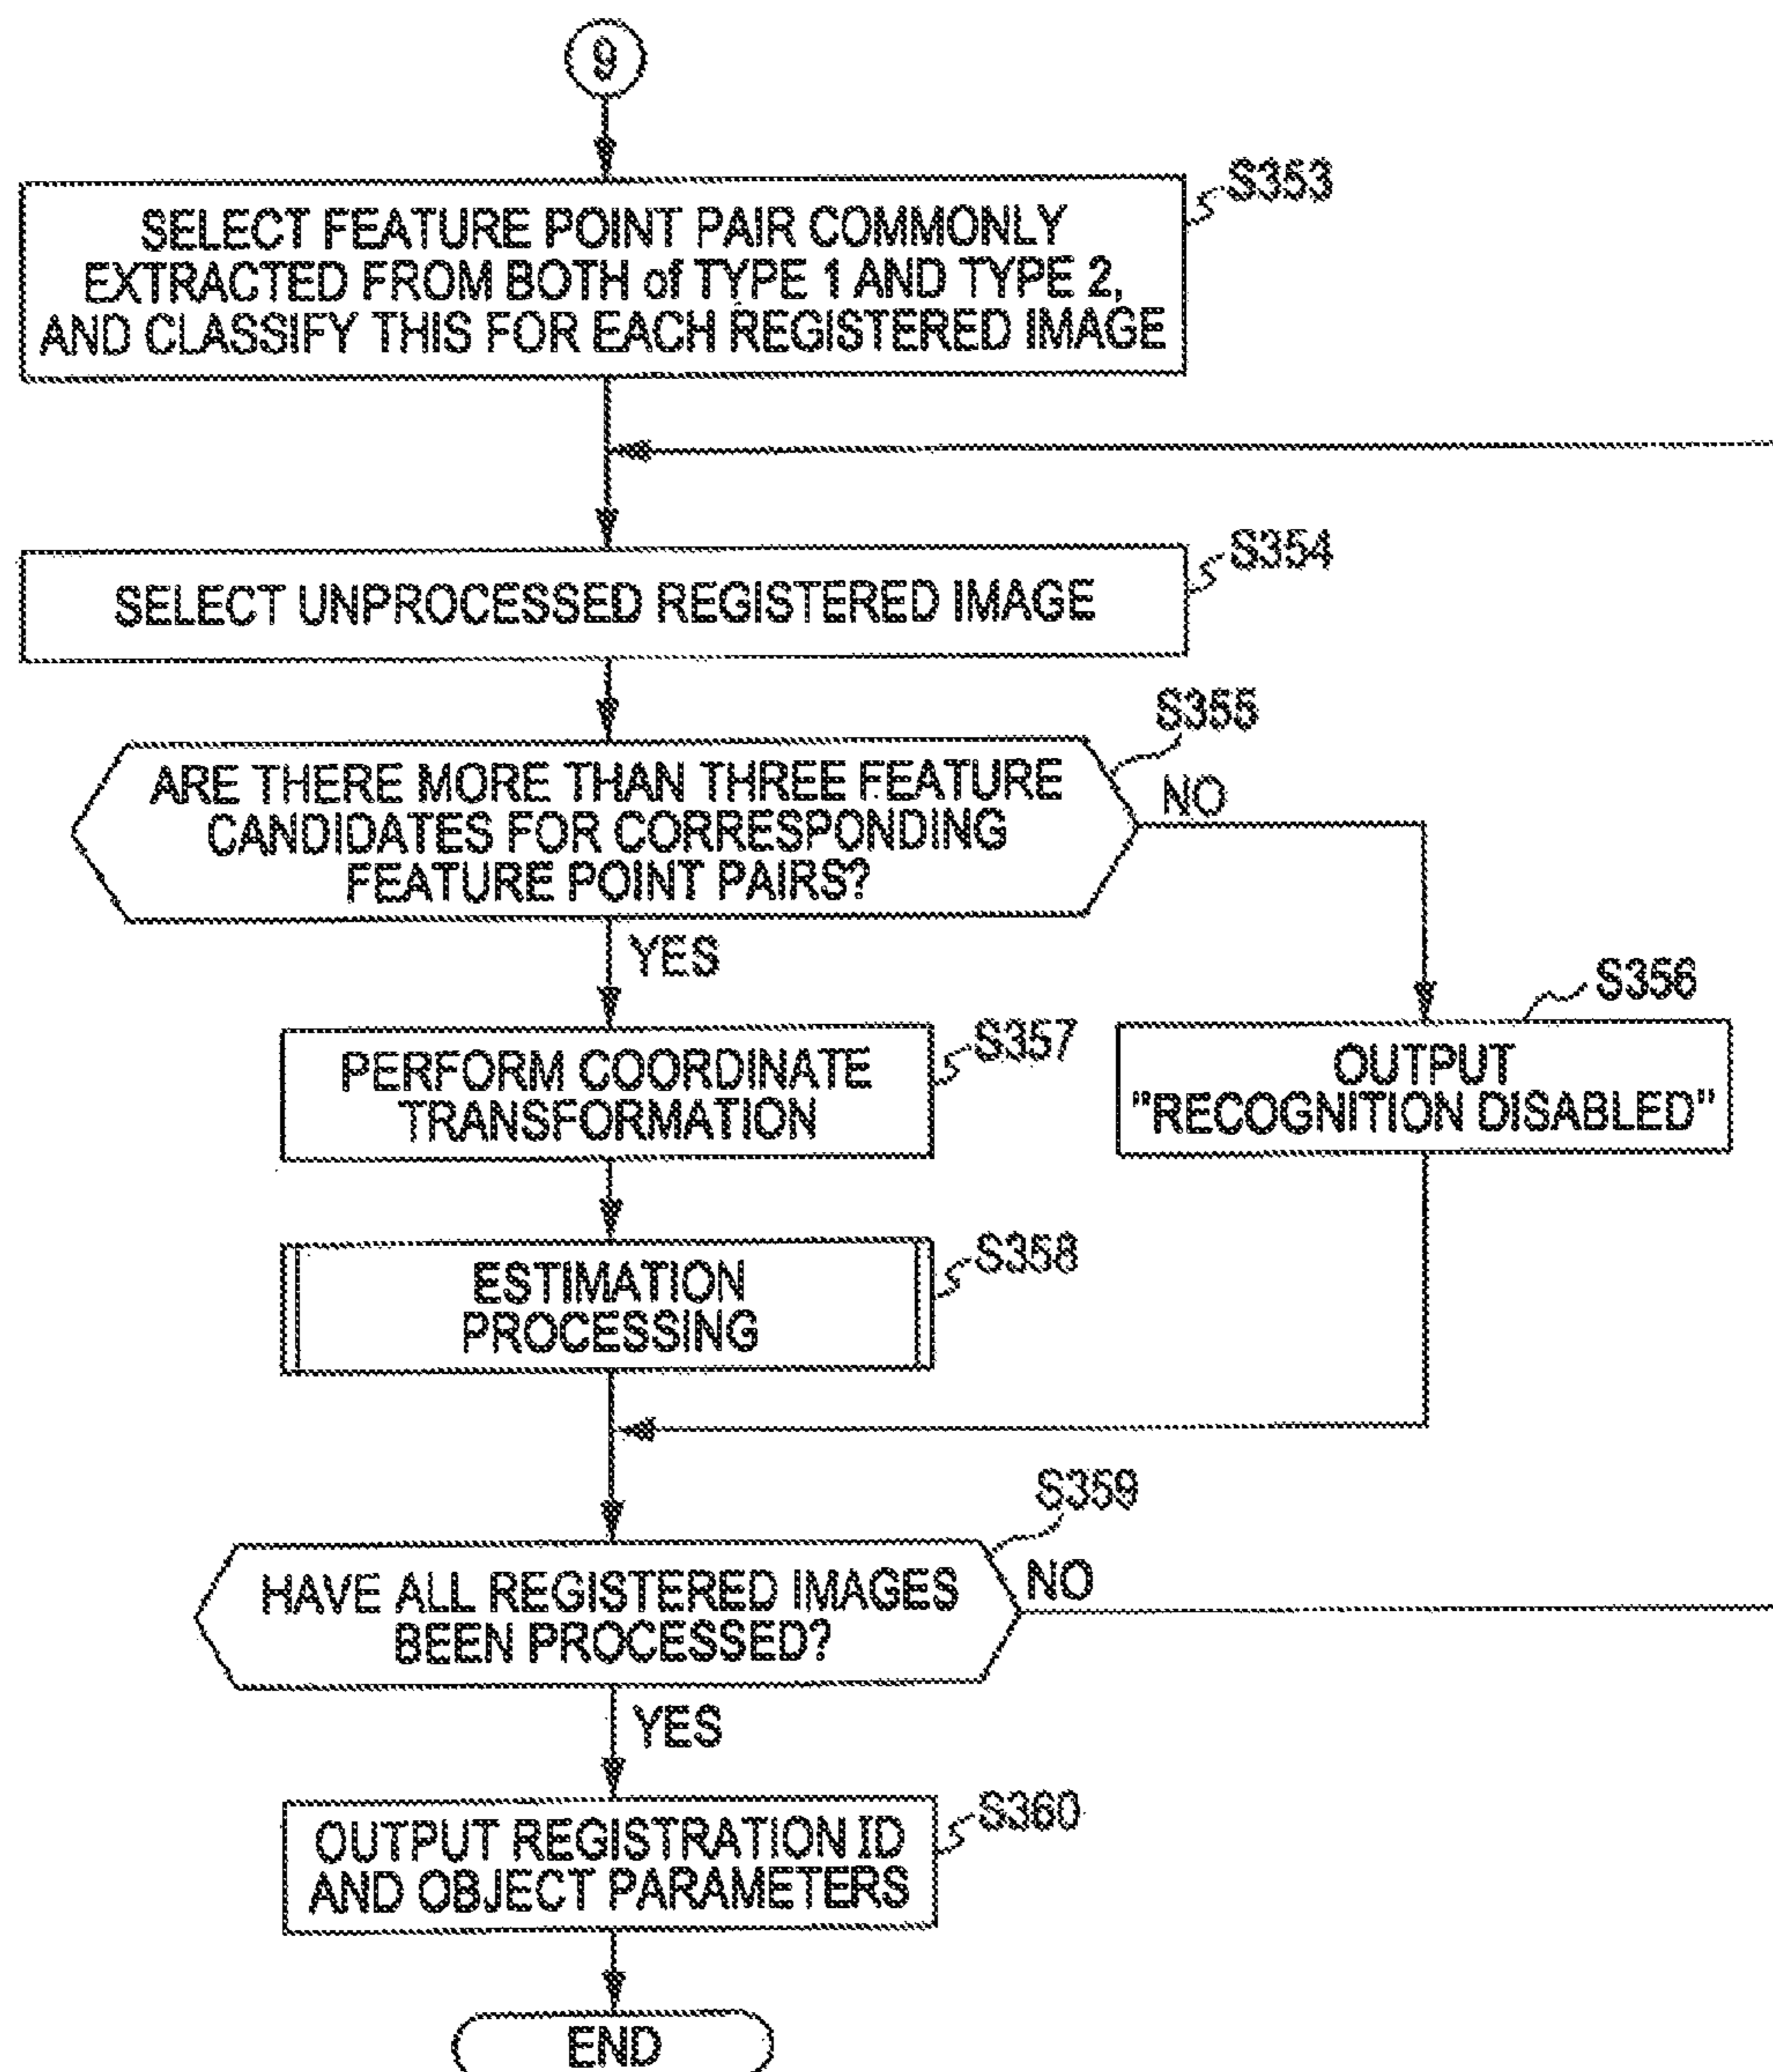 9
S353
SELECT FEATURE POINT PAIR COMMONLY
EXTRACTED FROM BOTH of TYPE 1 AND TYPE 2,
AND CLASSIFY THIS FOR EACH REGISTERED IMAGE
S354
SELECT UNPROCESSED REGISTERED IMAGE
S355
ARE THERE MORE THAN THREE FEATURE
CANDIDATES FOR CORRESPONDING
FEATURE POINT PAIRS?
NO
YES
S356
OUTPUT
"RECOGNITION DISABLED"
S357
PERFORM COORDINATE
TRANSFORMATION
S358
ESTIMATION
PROCESSING
S359
HAVE ALL REGISTERED IMAGES
BEEN PROCESSED?
NO
YES
S360
OUTPUT REGISTRATION ID
AND OBJECT PARAMETERS
END